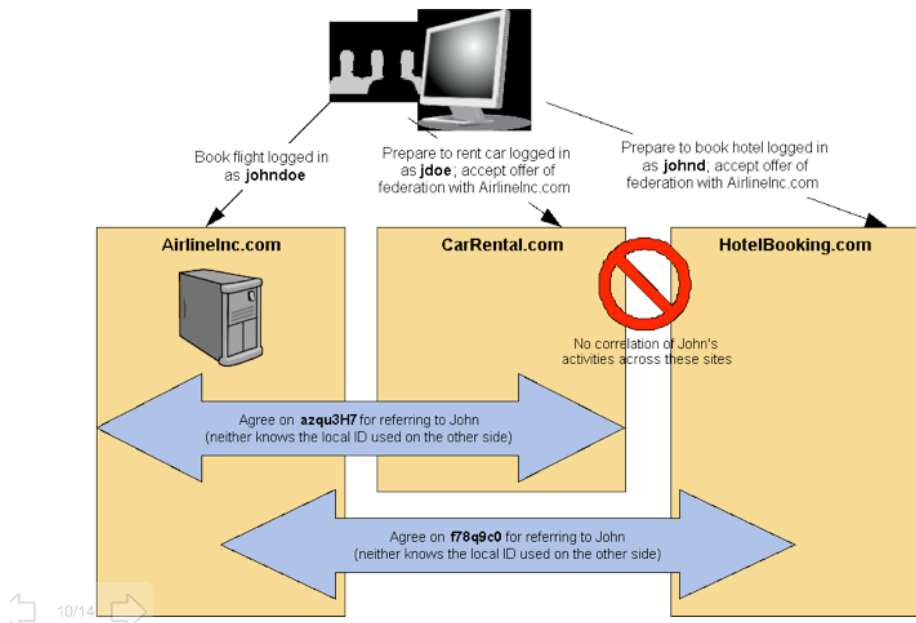 Book flight logged in
as johndoe
Prepare to rent car logged in
as jdoe; accept offer of
federation with AirlineInc.com
Prepare to book hotel logged in
as johnd; accept offer of
federation with AirlineInc.com
AirlineInc.com
CarRental.com
HotelBooking.com
No correlation of John's
activities across these sites
Agree on azqu3H7 for referring to John
(neither knows the local ID used on the other side)
Agree on f78q9c0 for referring to John
(neither knows the local ID used on the other side)
10/14